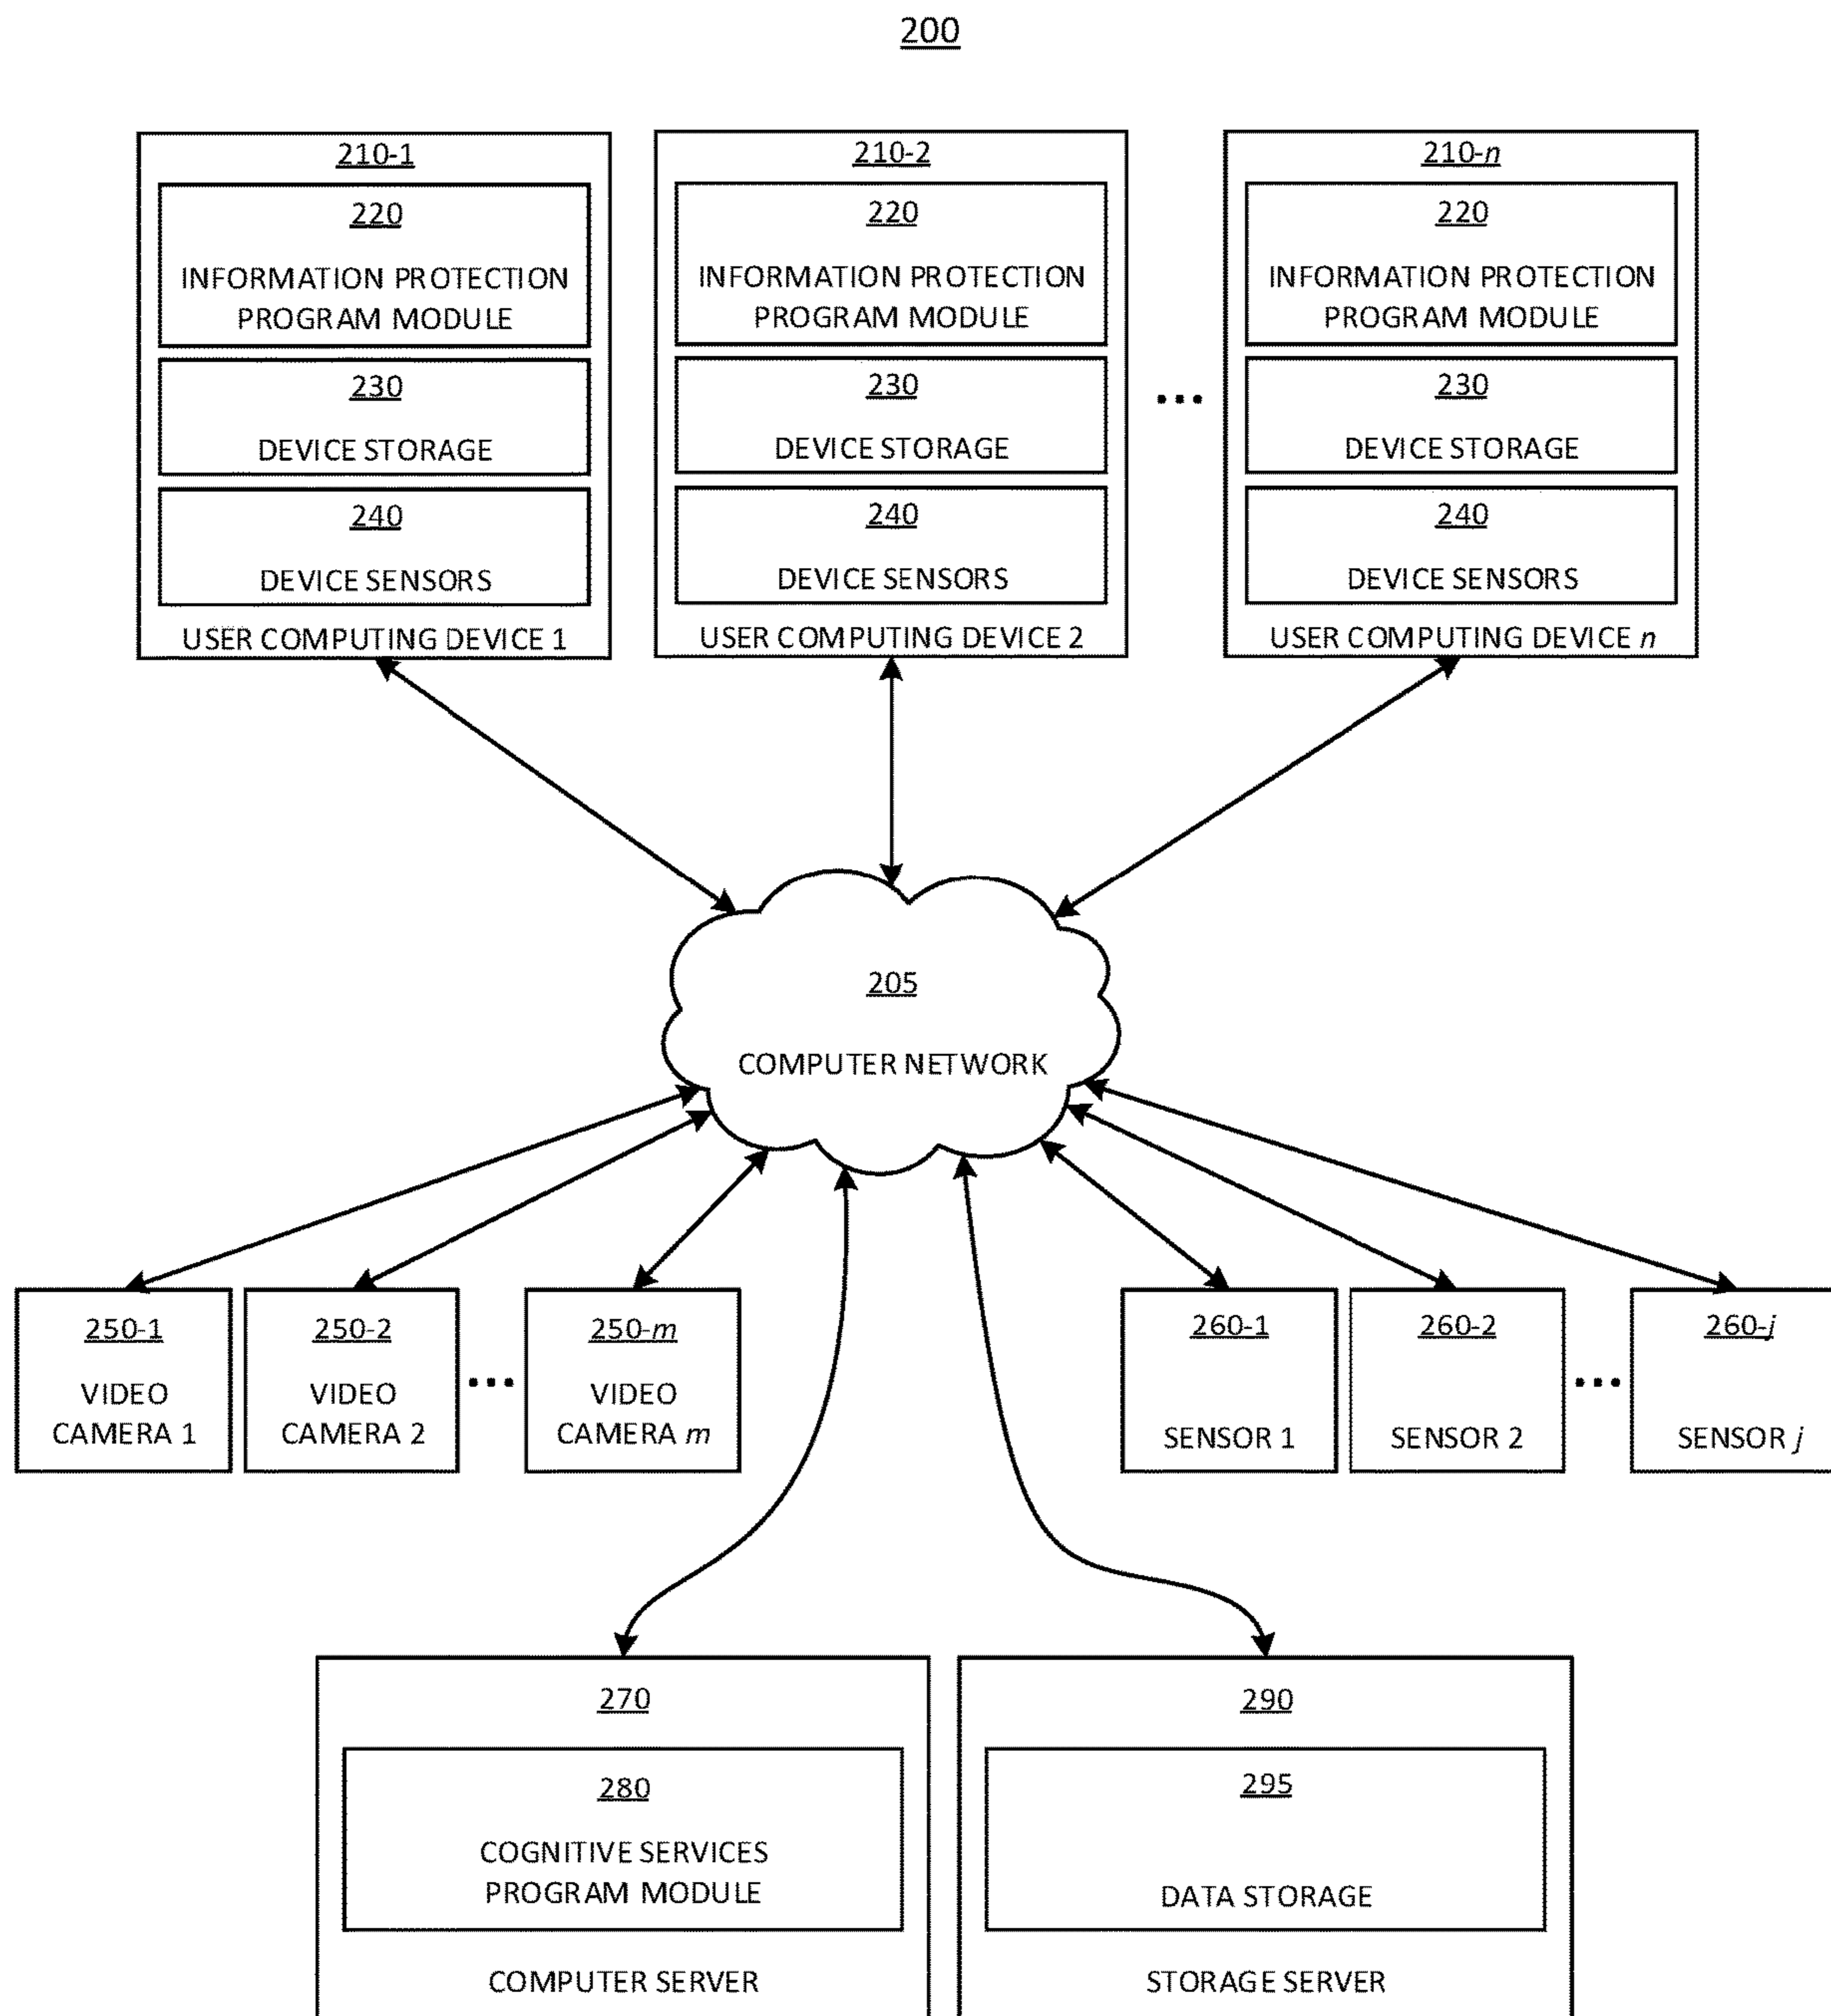 200
210-1
220
INFORMATION PROTECTION
PROGRAM MODULE
230
DEVICE STORAGE
240
DEVICE SENSORS
USER COMPUTING DEVICE 1
210-2
220
INFORMATION PROTECTION
PROGRAM MODULE
230
DEVICE STORAGE
240
DEVICE SENSORS
USER COMPUTING DEVICE 2
...
210-n
220
INFORMATION PROTECTION
PROGRAM MODULE
230
DEVICE STORAGE
240
DEVICE SENSORS
USER COMPUTING DEVICE n
205
COMPUTER NETWORK
250-1
VIDEO
CAMERA 1
250-2
VIDEO
CAMERA 2
...
250-m
VIDEO
CAMERA m
260-1
SENSOR 1
260-2
SENSOR 2
...
260-j
SENSOR j
270
280
COGNITIVE SERVICES
PROGRAM MODULE
COMPUTER SERVER
290
295
DATA STORAGE
STORAGE SERVER